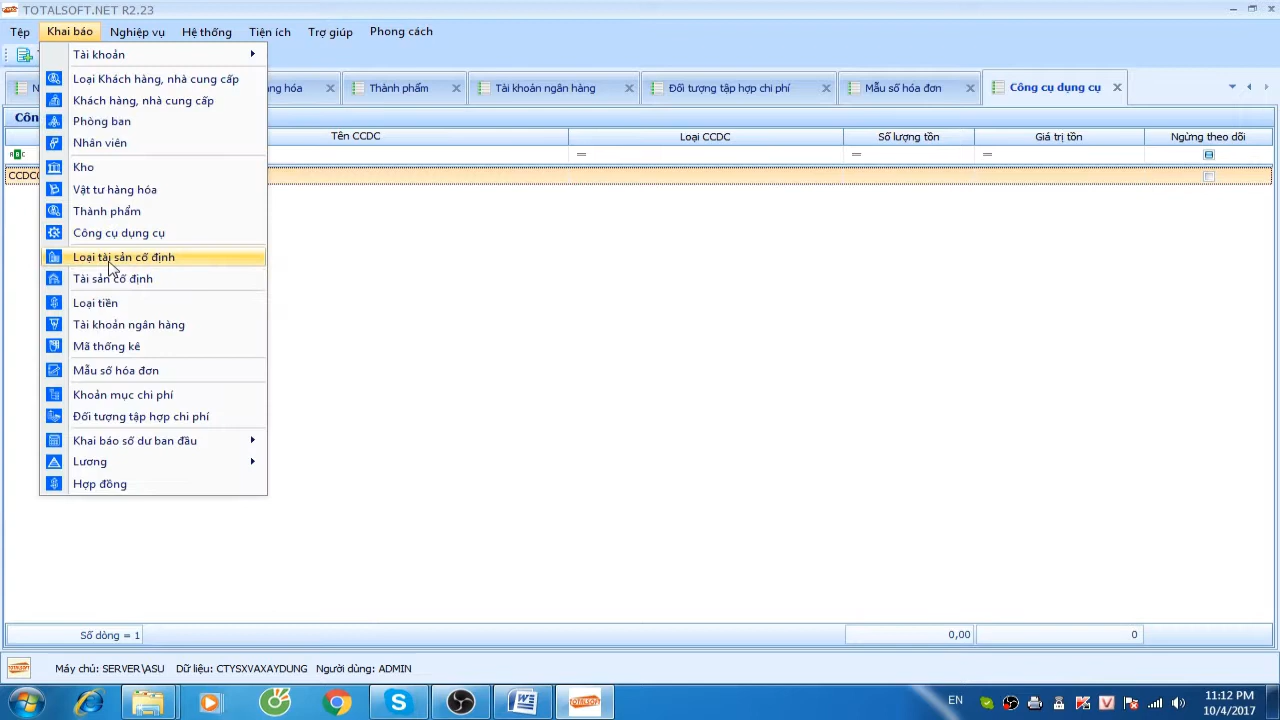 TOTALSOFT.NET R2.23
Tệp Khai báo Nghiệp vụ Hệ thống Tiện ích Trợ giúp Phong cách
Thành phẩm Tài khoản ngân hàng Đối tượng tập hợp chi phí Mẫu số hóa đơn Công cụ dụng cụ
Tên CCDC Loại CCDC Số lượng tồn Giá trị tồn Ngừng theo dõi
Tài khoản
Loại Khách hàng, nhà cung cấp
Khách hàng, nhà cung cấp
Phòng ban
Nhân viên
Kho
Vật tư hàng hóa
Thành phẩm
Công cụ dụng cụ
Loại tài sản cố định
Tài sản cố định
Loại tiền
Tài khoản ngân hàng
Mã thống kê
Mẫu số hóa đơn
Khoản mục chi phí
Đối tượng tập hợp chi phí
Khai báo số dư ban đầu
Lương
Hợp đồng
Số dòng = 1 0,00 0
Máy chủ: SERVER\ASU Dữ liệu: CTYSXVAXAYDUNG Người dùng: ADMIN
EN 11:12 PM
10/4/2017